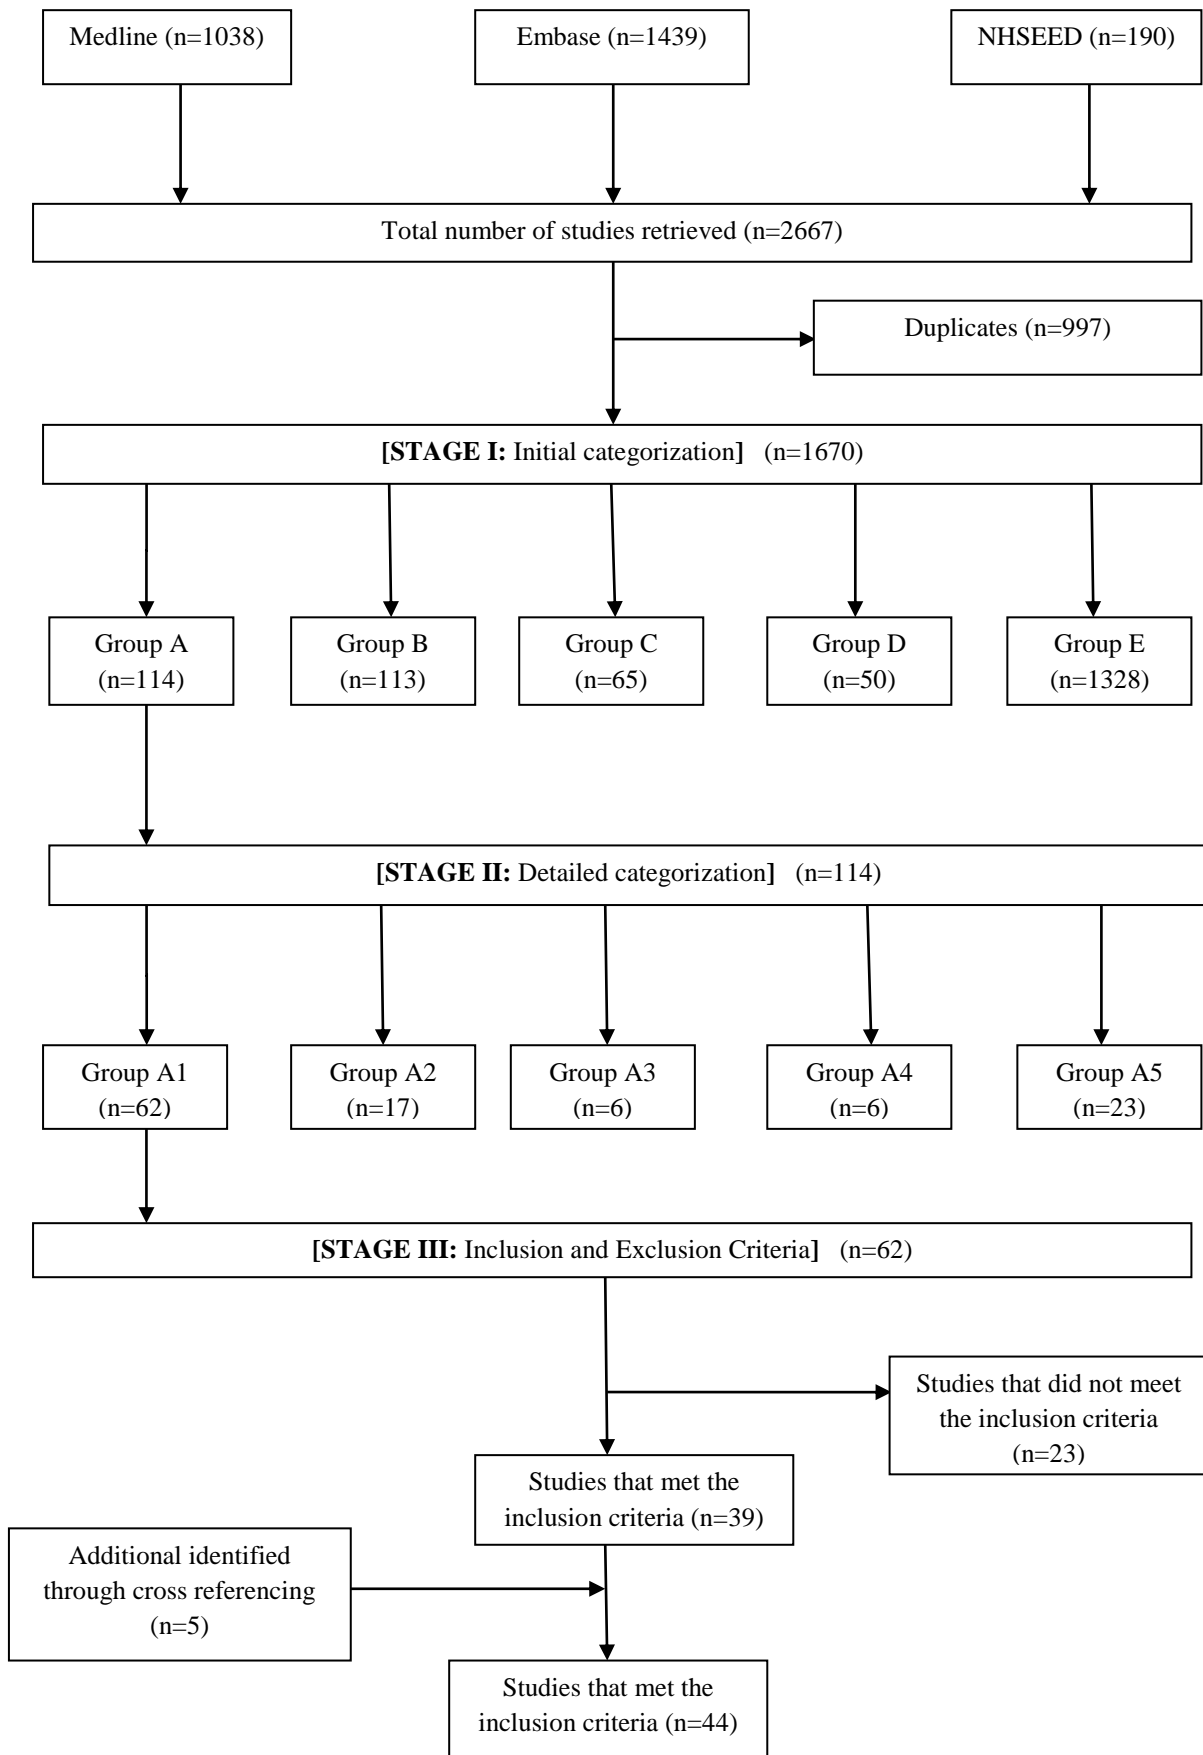 Medline (n=1038)
Embase (n=1439)
NHSEED (n=190)
Total number of studies retrieved (n=2667)
Duplicates (n=997)
[STAGE I: Initial categorization] (n=1670)
Group A
(n=114)
Group B
(n=113)
Group C
(n=65)
Group D
(n=50)
Group E
(n=1328)
[STAGE II: Detailed categorization] (n=114)
Group A1
(n=62)
Group A2
(n=17)
Group A3
(n=6)
Group A4
(n=6)
Group A5
(n=23)
[STAGE III: Inclusion and Exclusion Criteria] (n=62)
Studies that did not meet
the inclusion criteria
(n=23)
Studies that met the
inclusion criteria (n=39)
Additional identified
through cross referencing
(n=5)
Studies that met the
inclusion criteria (n=44)